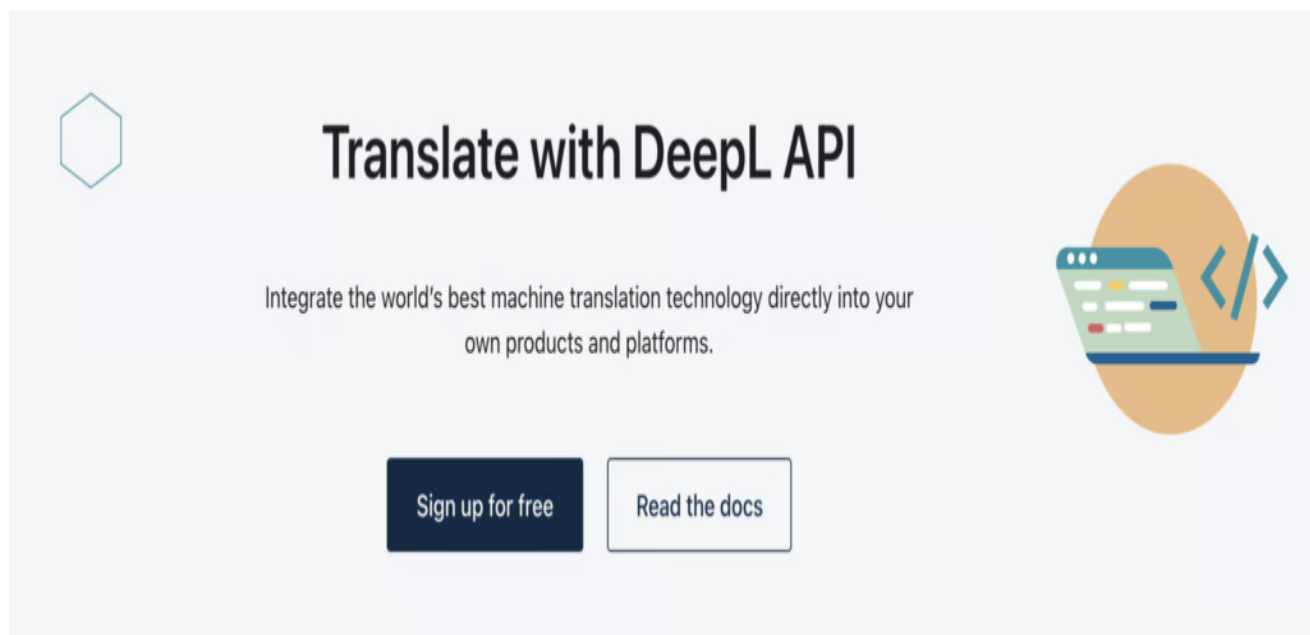 Translate with DeepL API
Integrate the world's best machine translation technology directly into your
own products and platforms.
Sign up for free
Read the docs